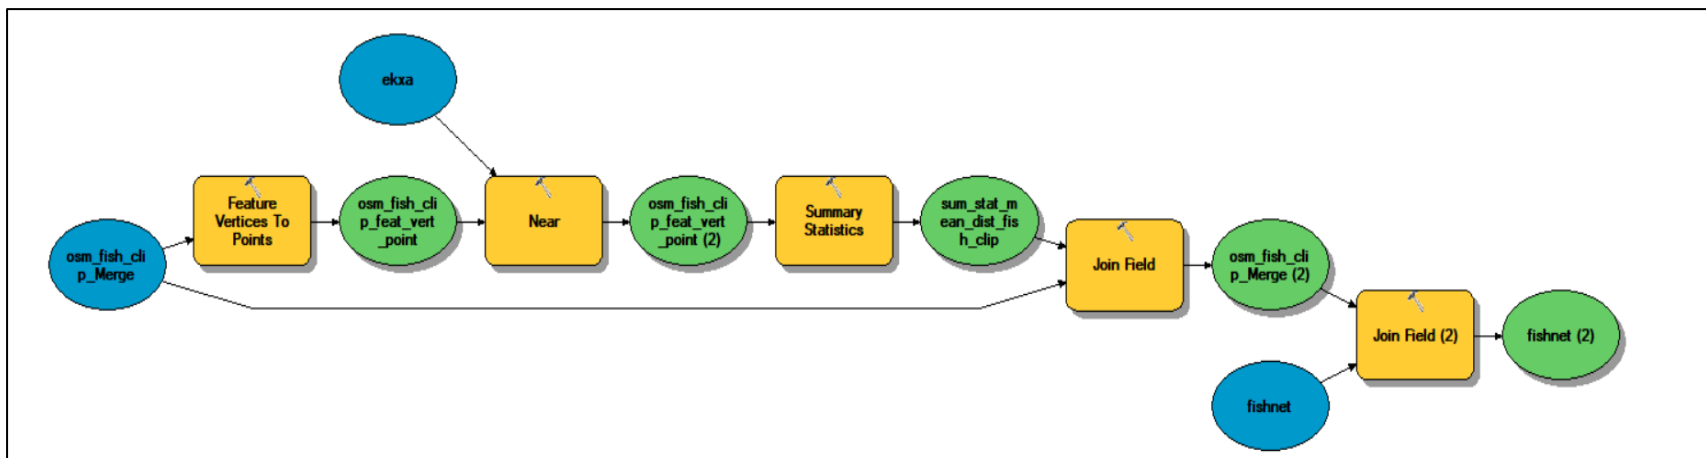 ekxa
osm_fish_cli
p_Merge
Feature
Vertices To
Points
osm_fish_cli
p_feat_vert
_point
Near
osm_fish_cli
p_feat_vert
_point (2)
Summary
Statistics
sum_stat_m
ean_dist_fis
h_clip
Join Field
osm_fish_cli
p_Merge (2)
Join Field (2)
fishnet (2)
fishnet